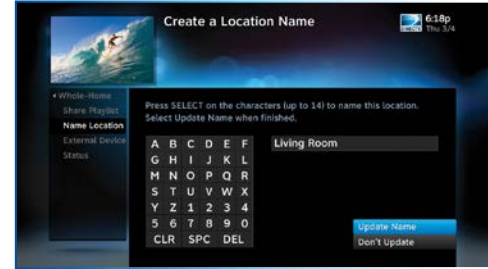 Create a Location Name
DIRECTV
6:18p
Thu 3/4
Whole-Home
Share Playlist
Name Location
External Device
Status
Press SELECT on the characters (up to 14) to name this location.
Select Update Name when finished.
Living Room
A B C D E F
G H I J K L
M N O P Q R
S T U V W X
Y Z 1 2 3 4
5 6 7 8 9 0
CLR SPC DEL
Update Name
Don't Update